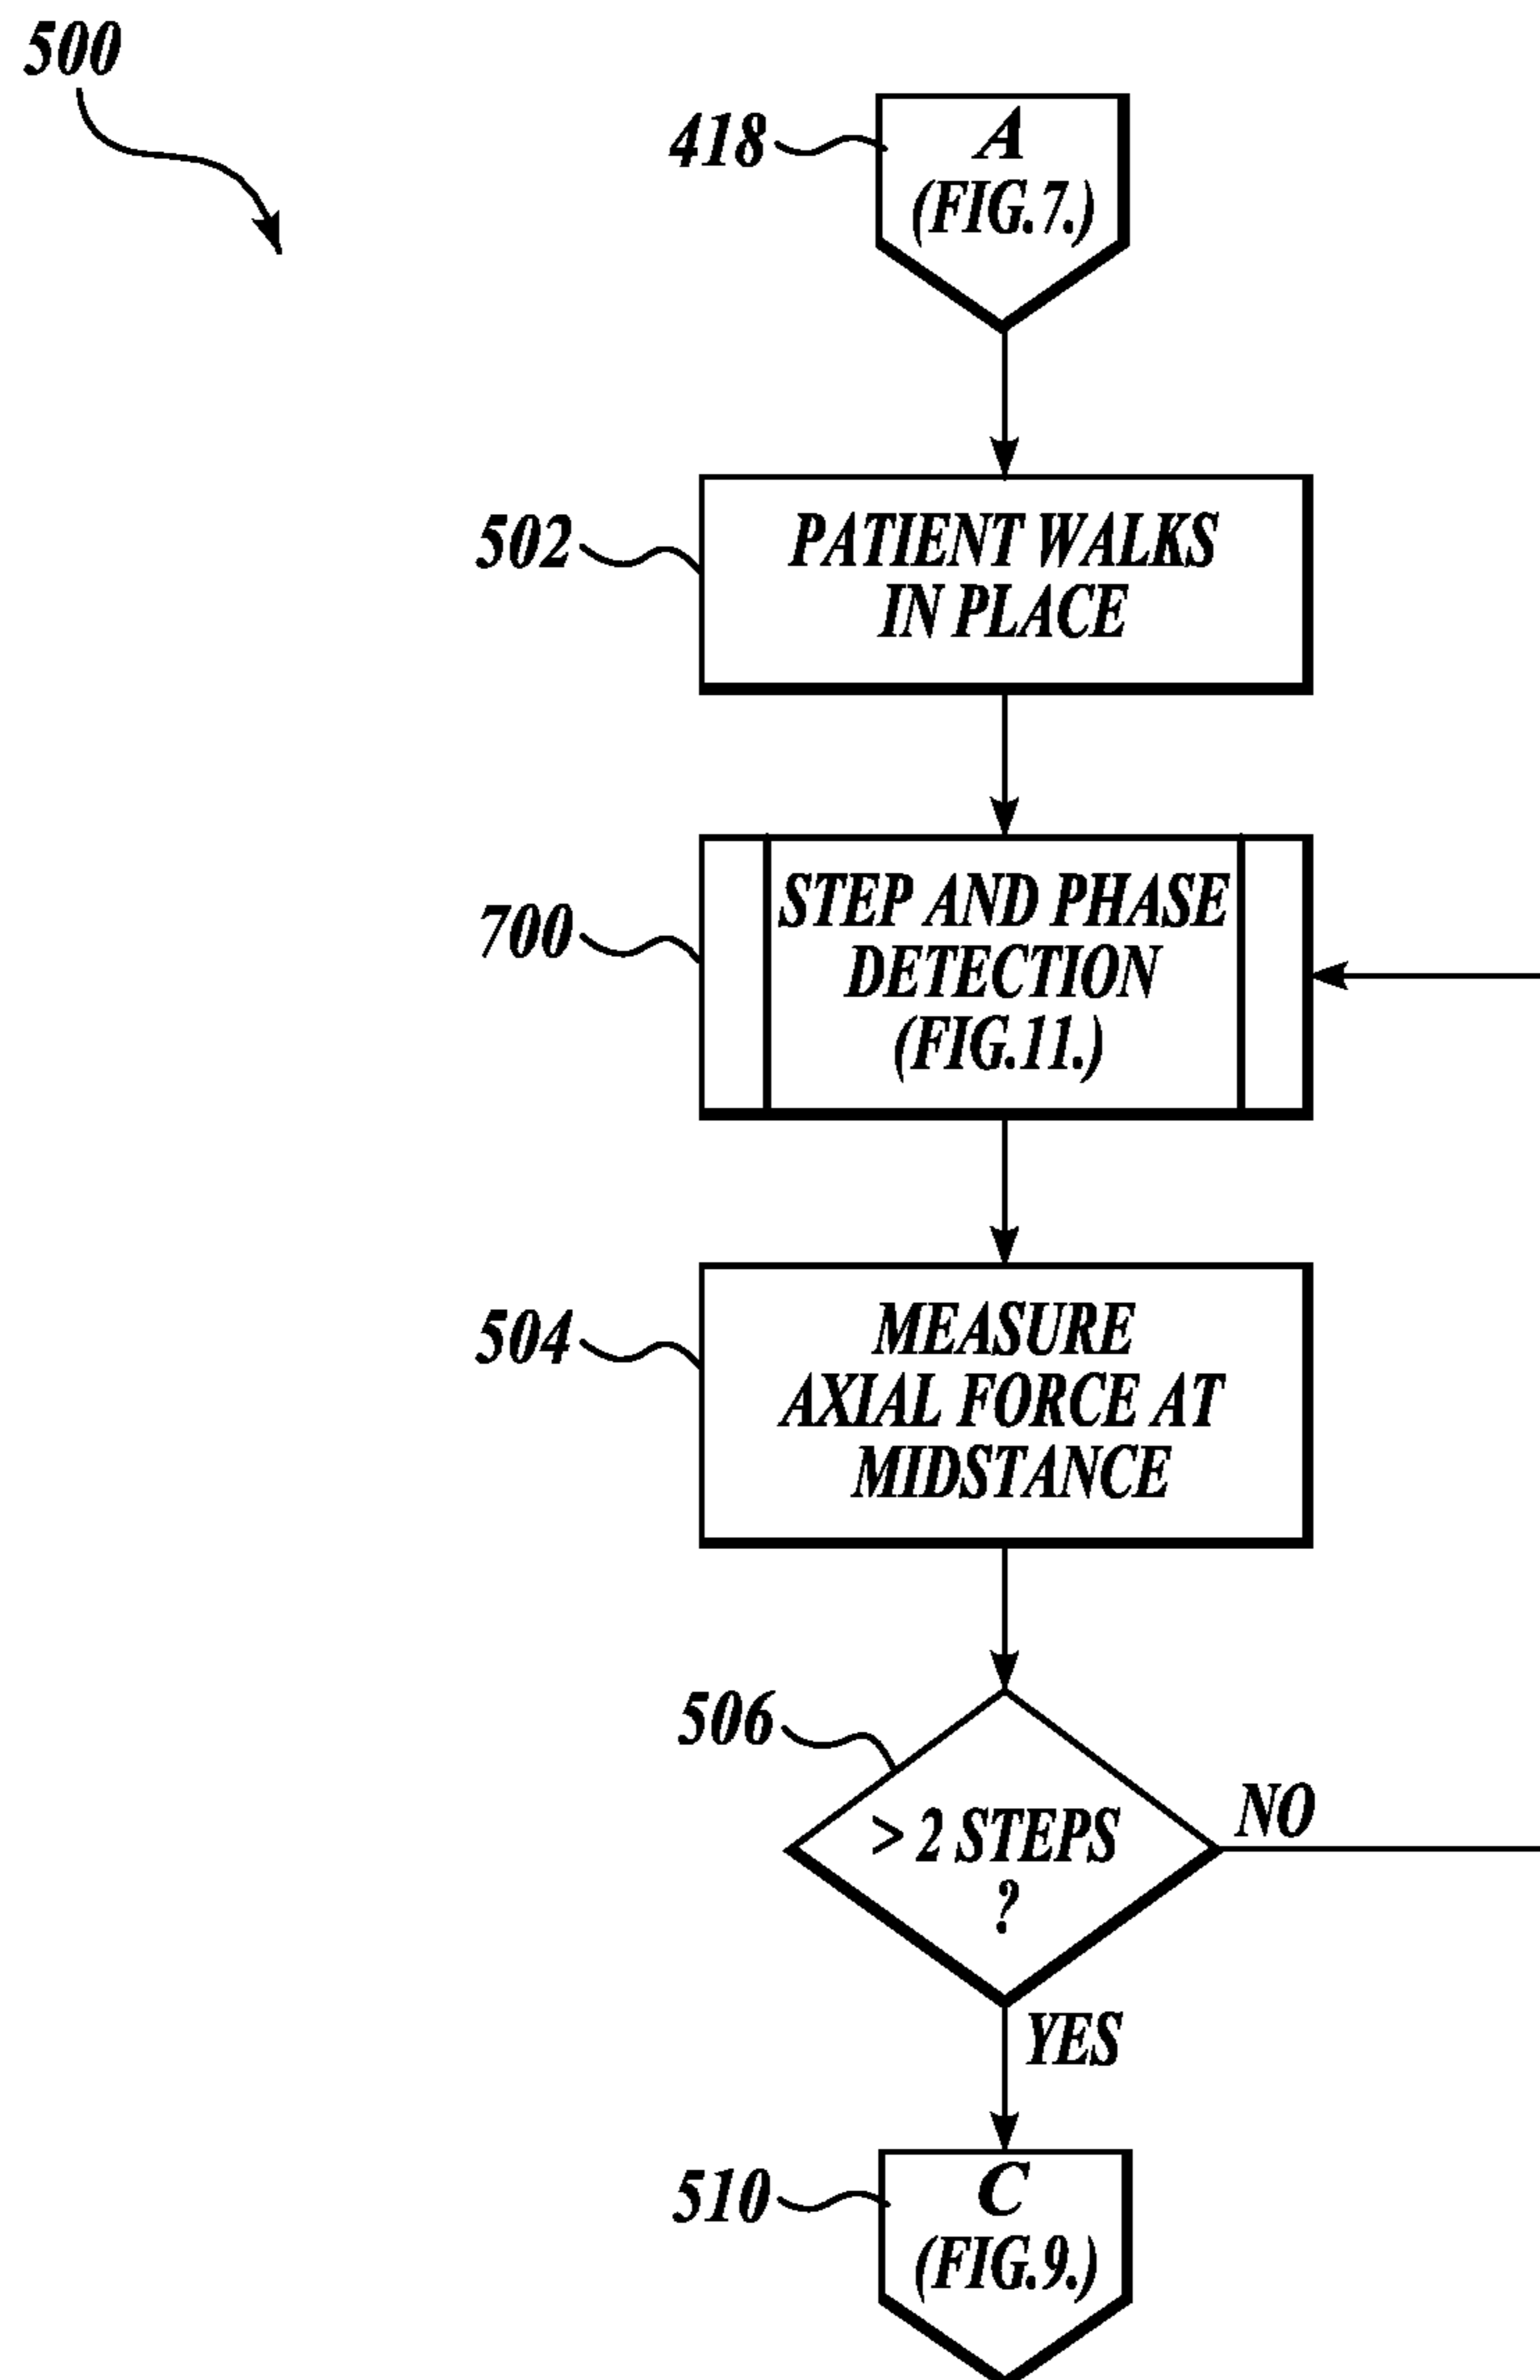 500
418
A
(FIG.7.)
502
PATIENT WALKS
IN PLACE
700
STEP AND PHASE
DETECTION
(FIG.11.)
504
MEASURE
AXIAL FORCE AT
MIDSTANCE
506
> 2 STEPS
?
NO
YES
510
C
(FIG.9.)